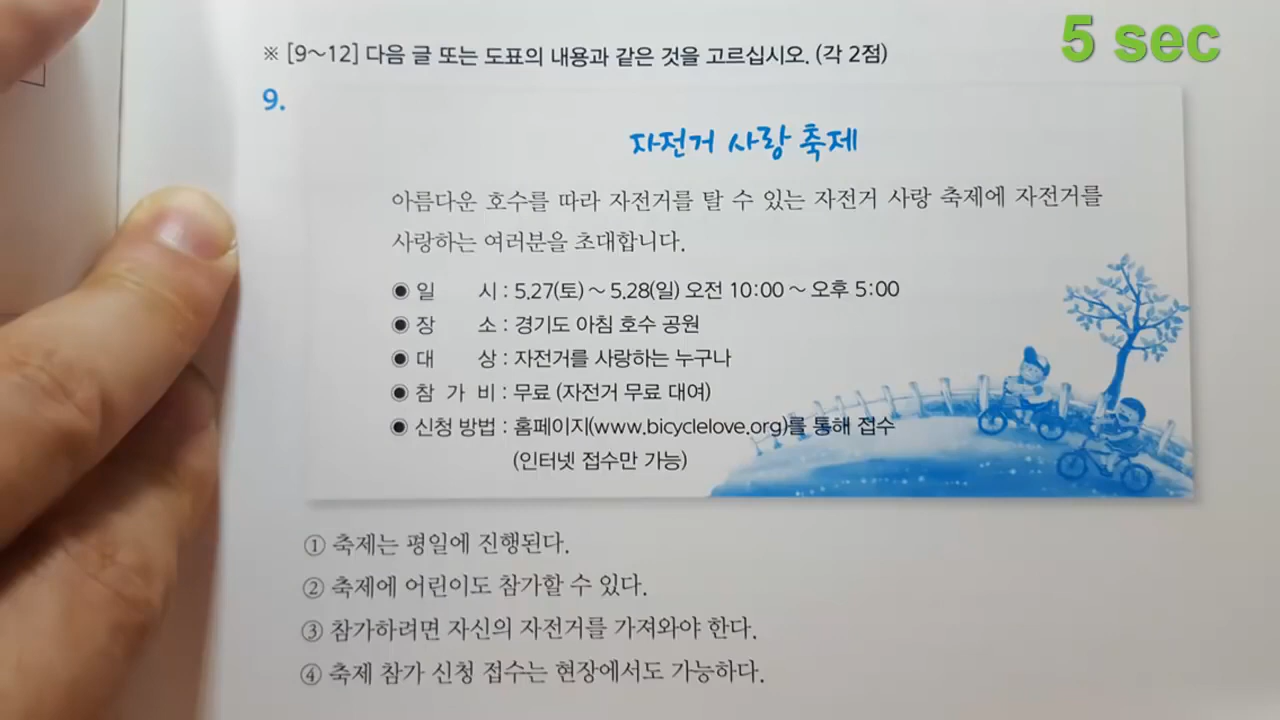 5 sec
※ [9~12] 다음 글 또는 도표의 내용과 같은 것을 고르십시오. (각 2점)
9.
자전거 사랑 축제
아름다운 호수를 따라 자전거를 탈 수 있는 자전거 사랑 축제에 자전거를
사랑하는 여러분을 초대합니다.
◉ 일 시 : 5.27(토) ~ 5.28(일) 오전 10:00 ~ 오후 5:00
◉ 장 소 : 경기도 아침 호수 공원
◉ 대 상 : 자전거를 사랑하는 누구나
◉ 참 가 비 : 무료 (자전거 무료 대여)
◉ 신청 방법 : 홈페이지(www.bicyclelove.org)를 통해 접수
(인터넷 접수만 가능)
① 축제는 평일에 진행된다.
② 축제에 어린이도 참가할 수 있다.
③ 참가하려면 자신의 자전거를 가져와야 한다.
④ 축제 참가 신청 접수는 현장에서도 가능하다.